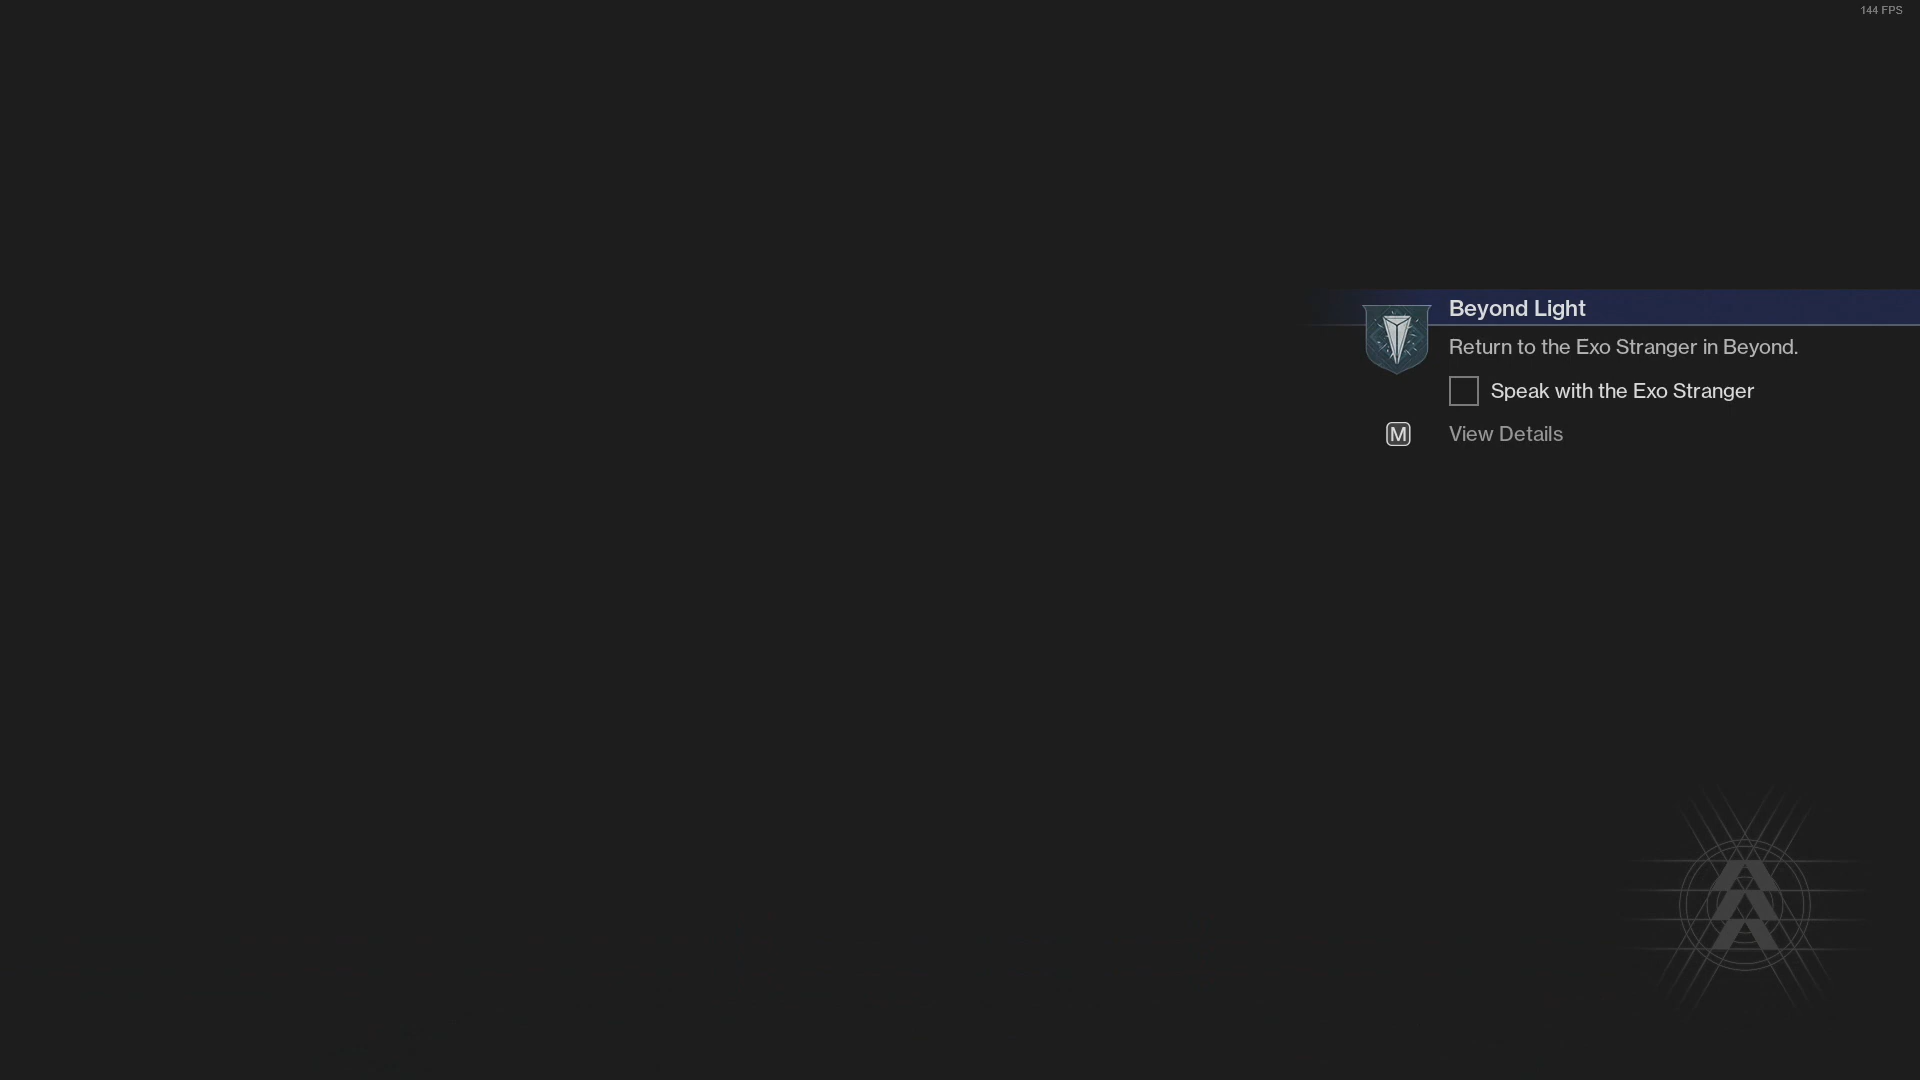 144 FPS
Beyond Light
Return to the Exo Stranger in Beyond.
Speak with the Exo Stranger
M View Details